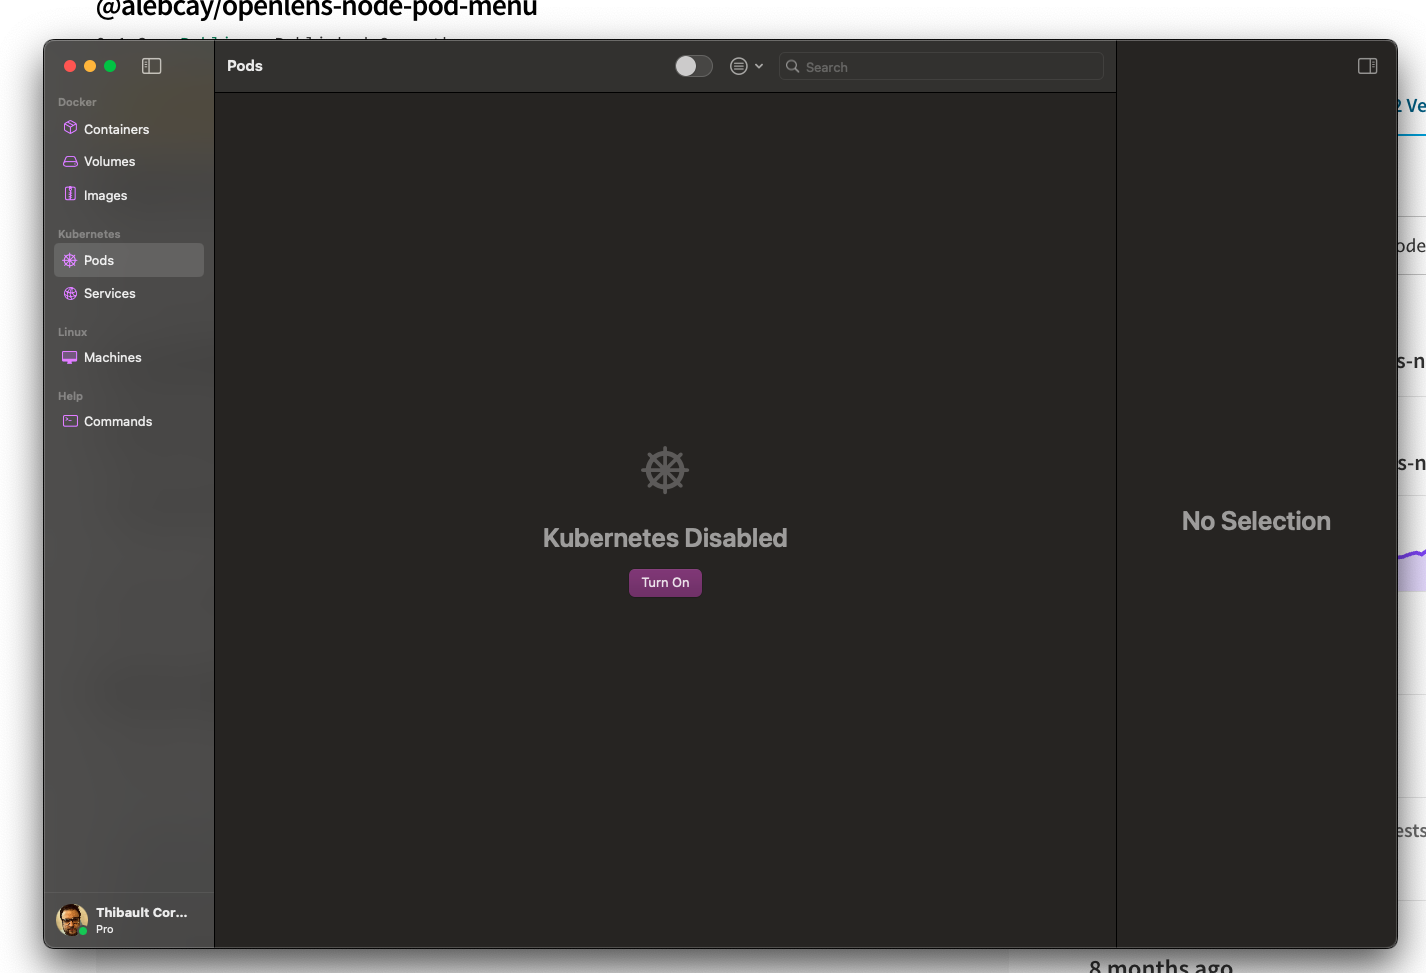 @alebcay/openlens-node-pod-menu
Pods
Search
Docker
Containers
Volumes
Images
Kubernetes
Pods
Services
Linux
Machines
Help
Commands
Kubernetes Disabled
Turn On
No Selection
Thibault Cor...
Pro
2 Ve
ode
s-n
s-n
ests
8 months ago